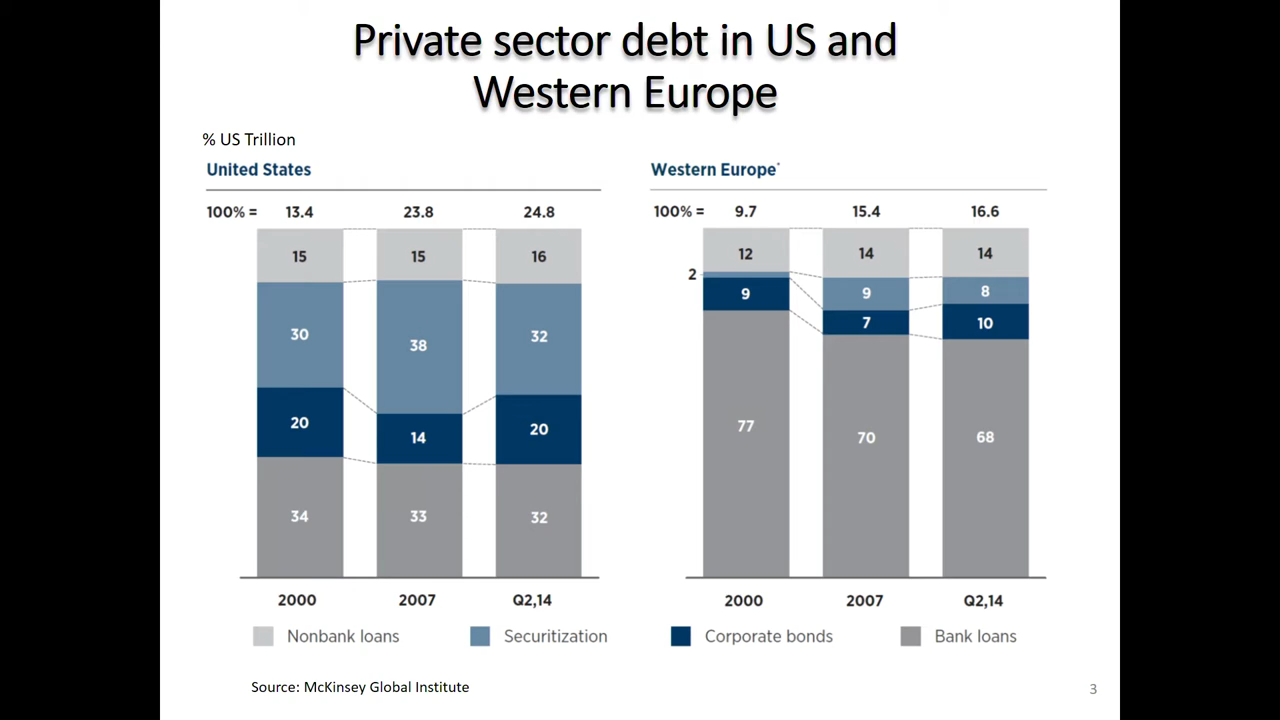 Private sector debt in US and
Western Europe
% US Trillion
United States
100% = 13.4 23.8 24.8
15 15 16
30 38 32
20 14 20
34 33 32
2000 2007 Q2,14
Western Europe*
100% = 9.7 15.4 16.6
12 14 14
2 9 8
9 7 10
77 70 68
2000 2007 Q2,14
Nonbank loans Securitization Corporate bonds Bank loans
Source: McKinsey Global Institute
3